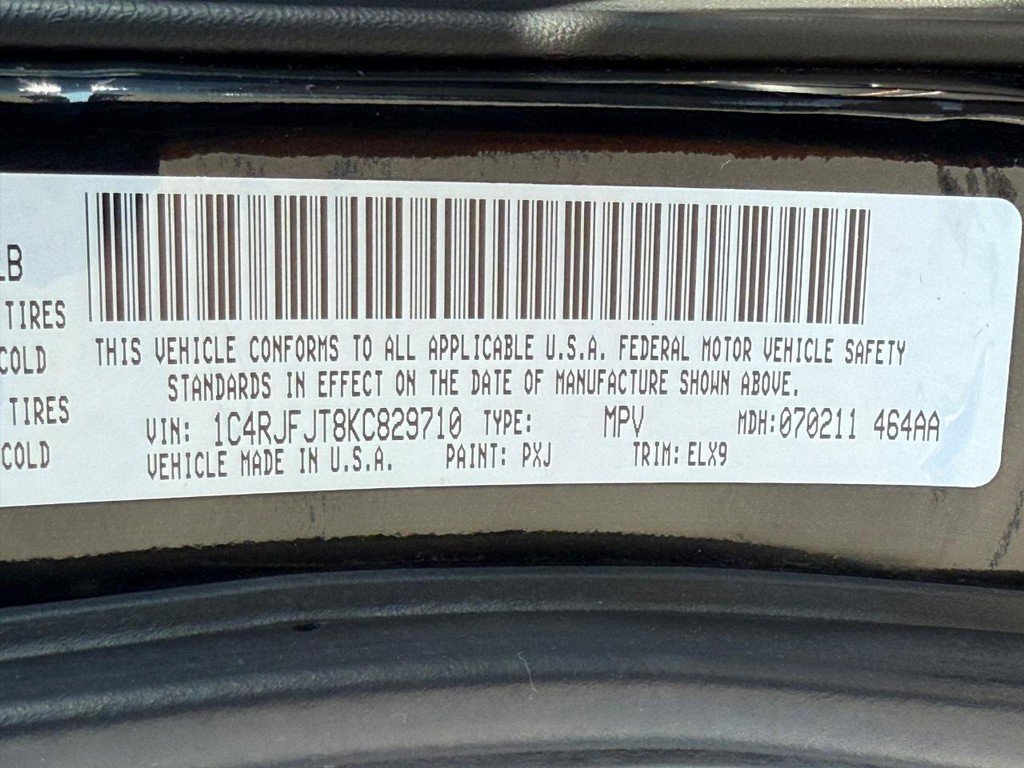 LB
TIRES
COLD
TIRES
COLD
THIS VEHICLE CONFORMS TO ALL APPLICABLE U.S.A. FEDERAL MOTOR VEHICLE SAFETY
STANDARDS IN EFFECT ON THE DATE OF MANUFACTURE SHOWN ABOVE.
VIN: 1C4RJFJT8KC829710 TYPE: MPV MDH:070211 464AA
VEHICLE MADE IN U.S.A. PAINT: PXJ TRIM:ELX9